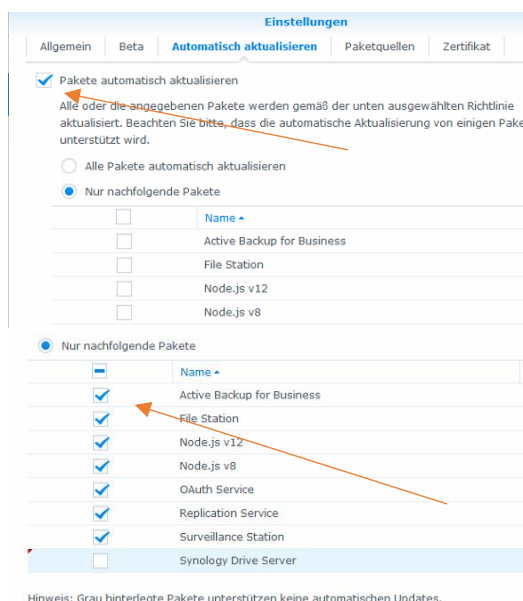 Einstellungen
Allgemein Beta Automatisch aktualisieren Paketquellen Zertifikat
Pakete automatisch aktualisieren
Alle oder die angegebenen Pakete werden gemäß der unten ausgewählten Richtlinie
aktualisiert. Beachten Sie bitte, dass die automatische Aktualisierung von einigen Pake
unterstützt wird.
Alle Pakete automatisch aktualisieren
Nur nachfolgende Pakete
Name
Active Backup for Business
File Station
Node.js v12
Node.js v8
Nur nachfolgende Pakete
Name
Active Backup for Business
File Station
Node.js v12
Node.js v8
OAuth Service
Replication Service
Surveillance Station
Synology Drive Server
Hinweis: Grau hinterlegte Pakete unterstützen keine automatischen Updates.